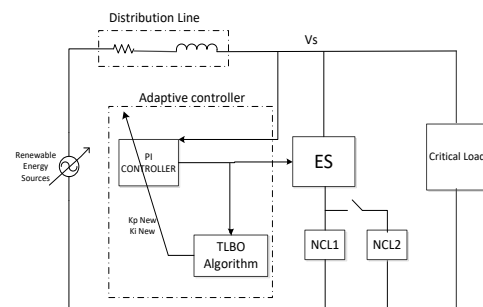 Distribution Line
Vs
Adaptive controller
Renewable
Energy
Sources
PI
CONTROLLER
ES
Critical Load
Kp New
Ki New
TLBO
Algorithm
NCL1
NCL2